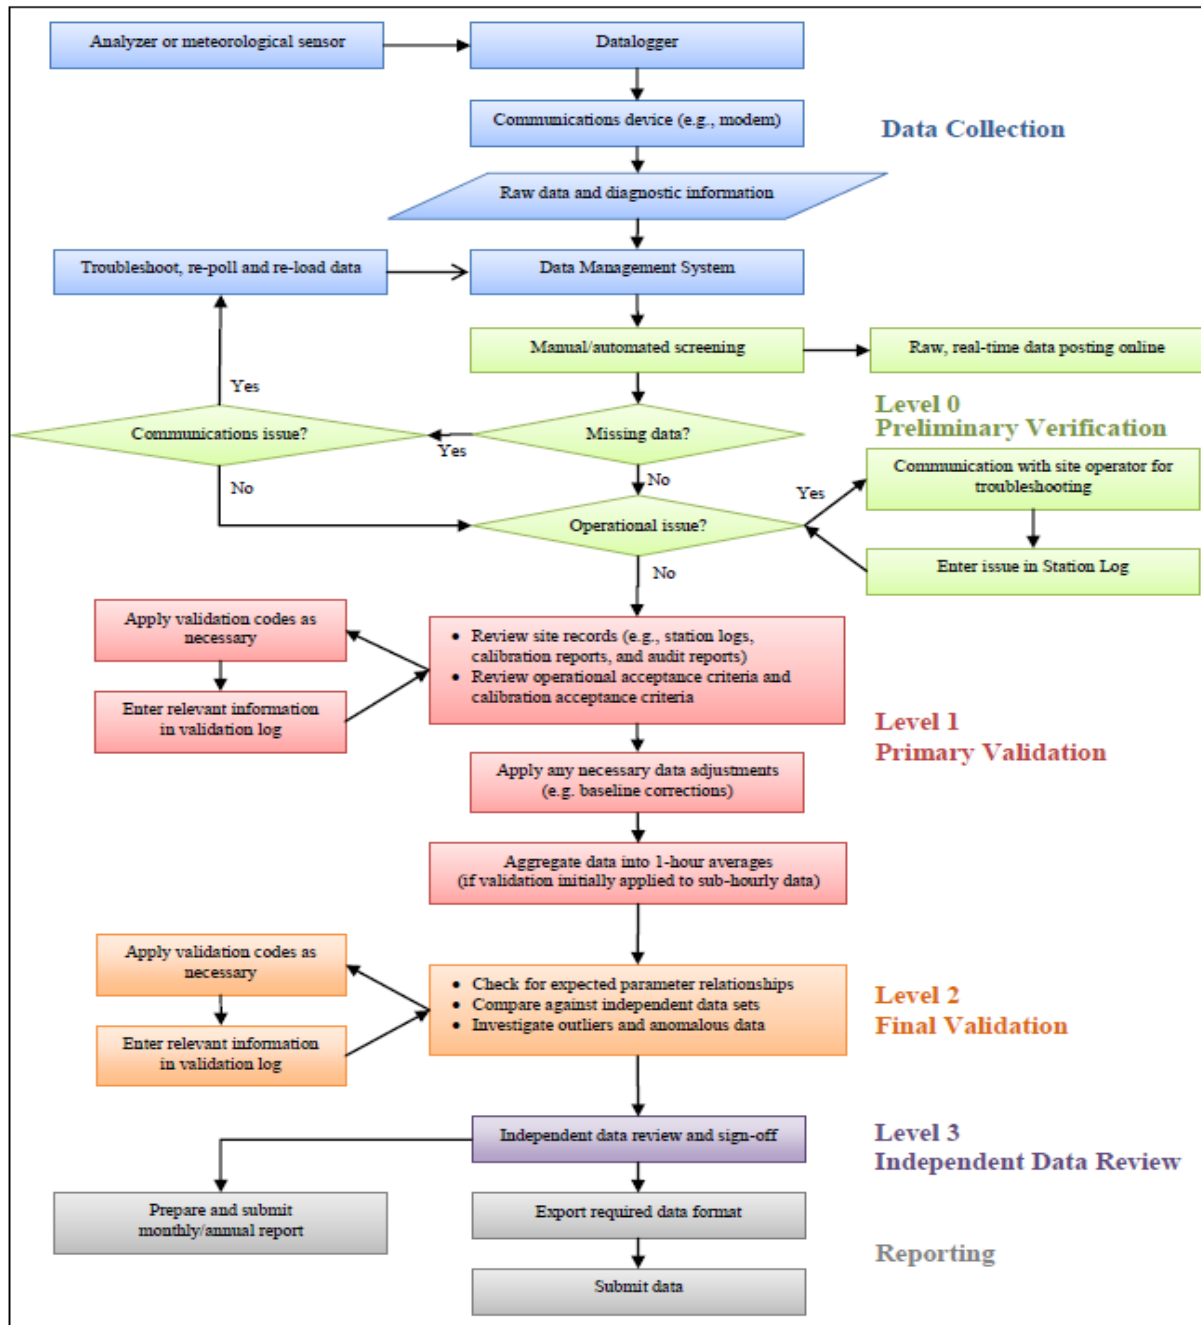 Analyzer or meteorological sensor
Datalogger
Communications device (e.g., modem)
Data Collection
Raw data and diagnostic information
Troubleshoot, re-poll and re-load data
Data Management System
Manual/automated screening
Raw, real-time data posting online
Yes
Level 0
Preliminary Verification
Communications issue?
Yes
Missing data?
Communication with site operator for
troubleshooting
No
No
Yes
Operational issue?
Enter issue in Station Log
No
Apply validation codes as
necessary
• Review site records (e.g., station logs,
calibration reports, and audit reports)
• Review operational acceptance criteria and
calibration acceptance criteria
Enter relevant information
in validation log
Level 1
Primary Validation
Apply any necessary data adjustments
(e.g. baseline corrections)
Aggregate data into 1-hour averages
(if validation initially applied to sub-hourly data)
Apply validation codes as
necessary
• Check for expected parameter relationships
• Compare against independent data sets
• Investigate outliers and anomalous data
Level 2
Final Validation
Enter relevant information
in validation log
Independent data review and sign-off
Level 3
Independent Data Review
Prepare and submit
monthly/annual report
Export required data format
Reporting
Submit data